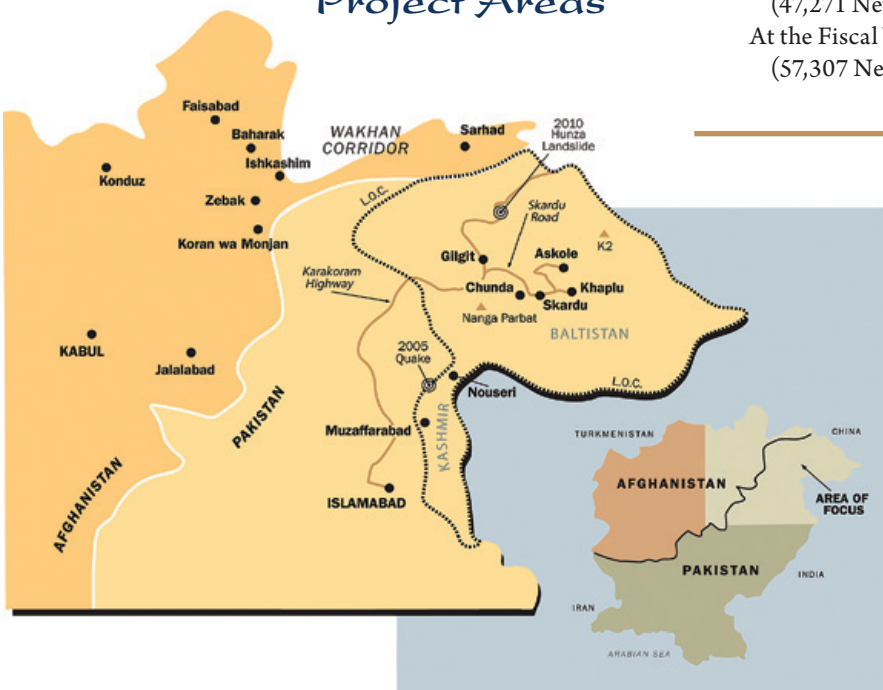 Project Areas
(47,271 Ne
At the Fiscal
(57,307 Ne
Faisabad
Baharak
Ishkashim
WAKHAN
CORRIDOR
Sarhad
2010
Hunza
Landslide
Konduz
Zebak
Koran wa Monjan
L.O.C.
Skardu
Road
K2
Gilgit
Askole
Karakoram
Highway
Chunda
Khaplu
Skardu
Nanga Parbat
BALTISTAN
KABUL
Jalalabad
2005
Quake
Nouseri
L.O.C.
PAKISTAN
Muzaffarabad
KASHMIR
ISLAMABAD
AFGHANISTAN
TURKMENISTAN
CHINA
AFGHANISTAN
AREA OF
FOCUS
PAKISTAN
INDIA
IRAN
ARABIAN SEA